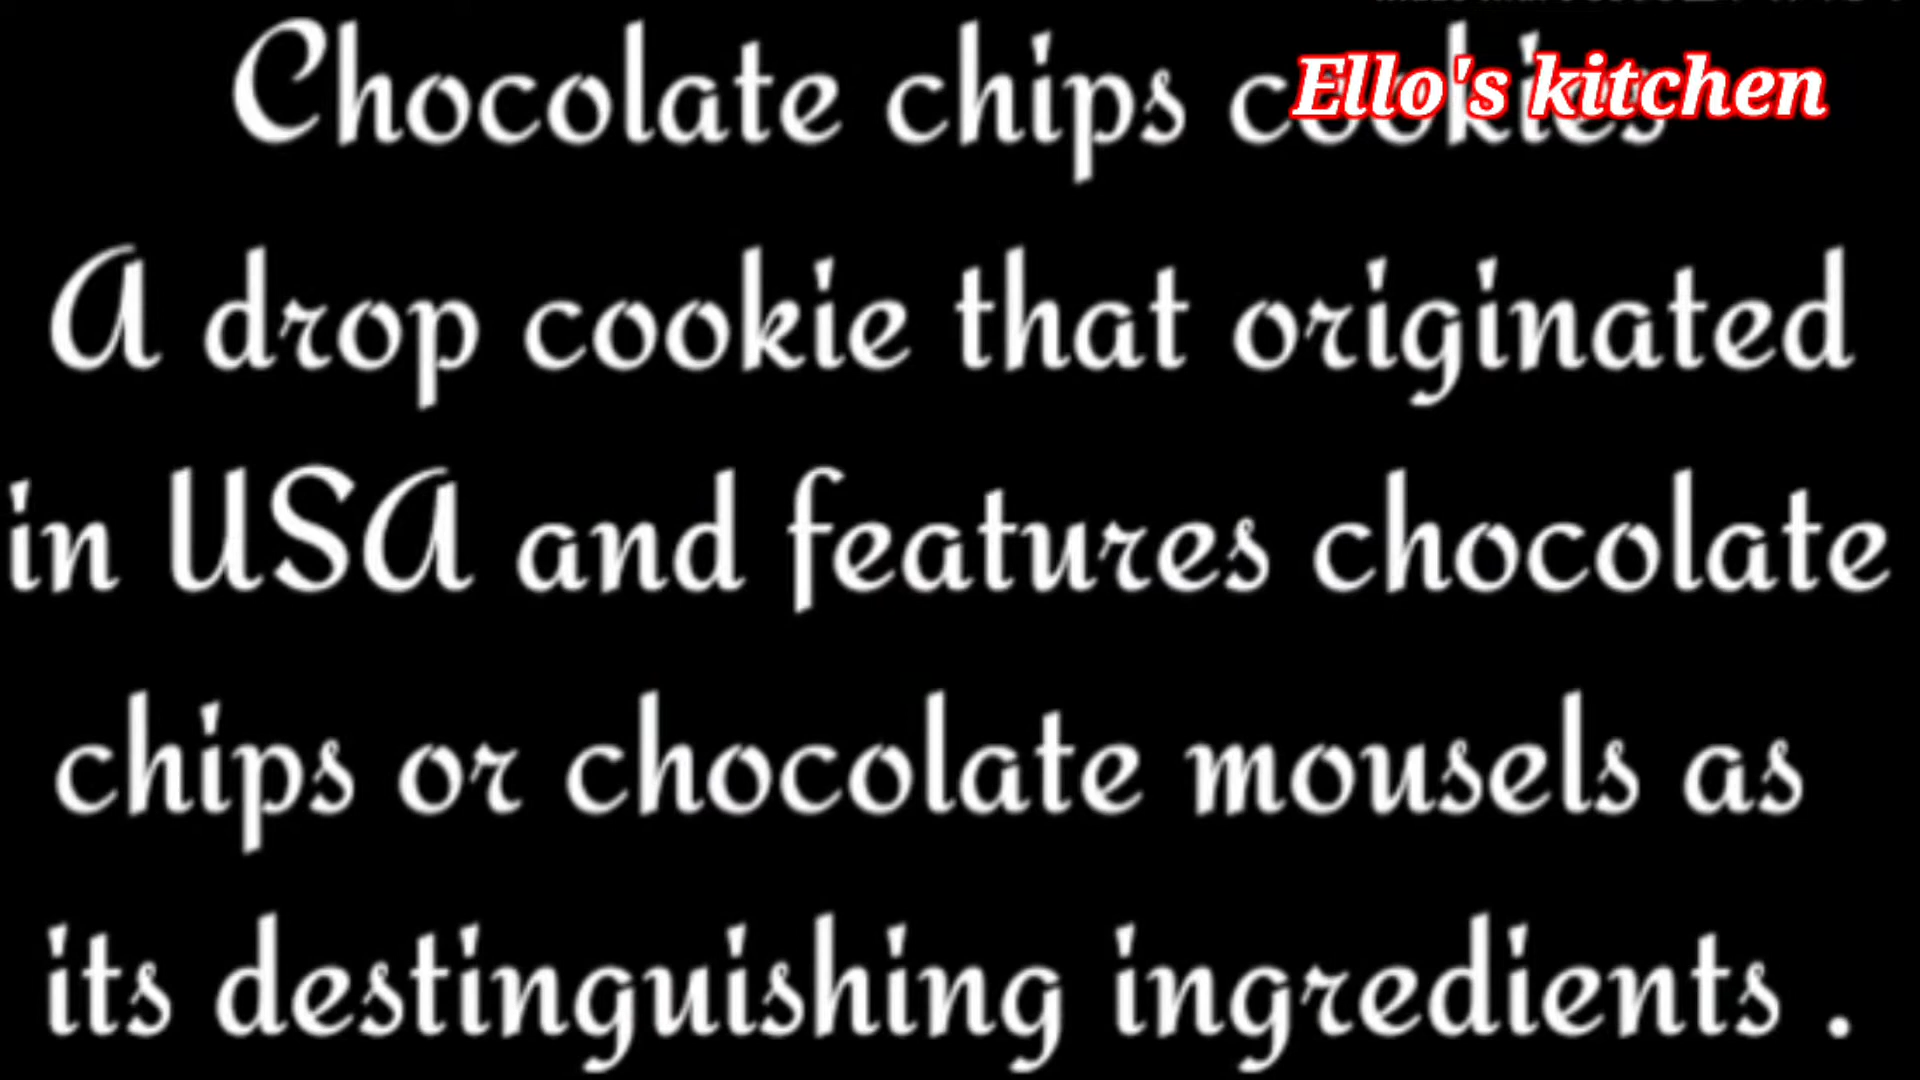 Chocolate chips cookies
Ello's kitchen
A drop cookie that originated
in USA and features chocolate
chips or chocolate mousels as
its destinguishing ingredients .